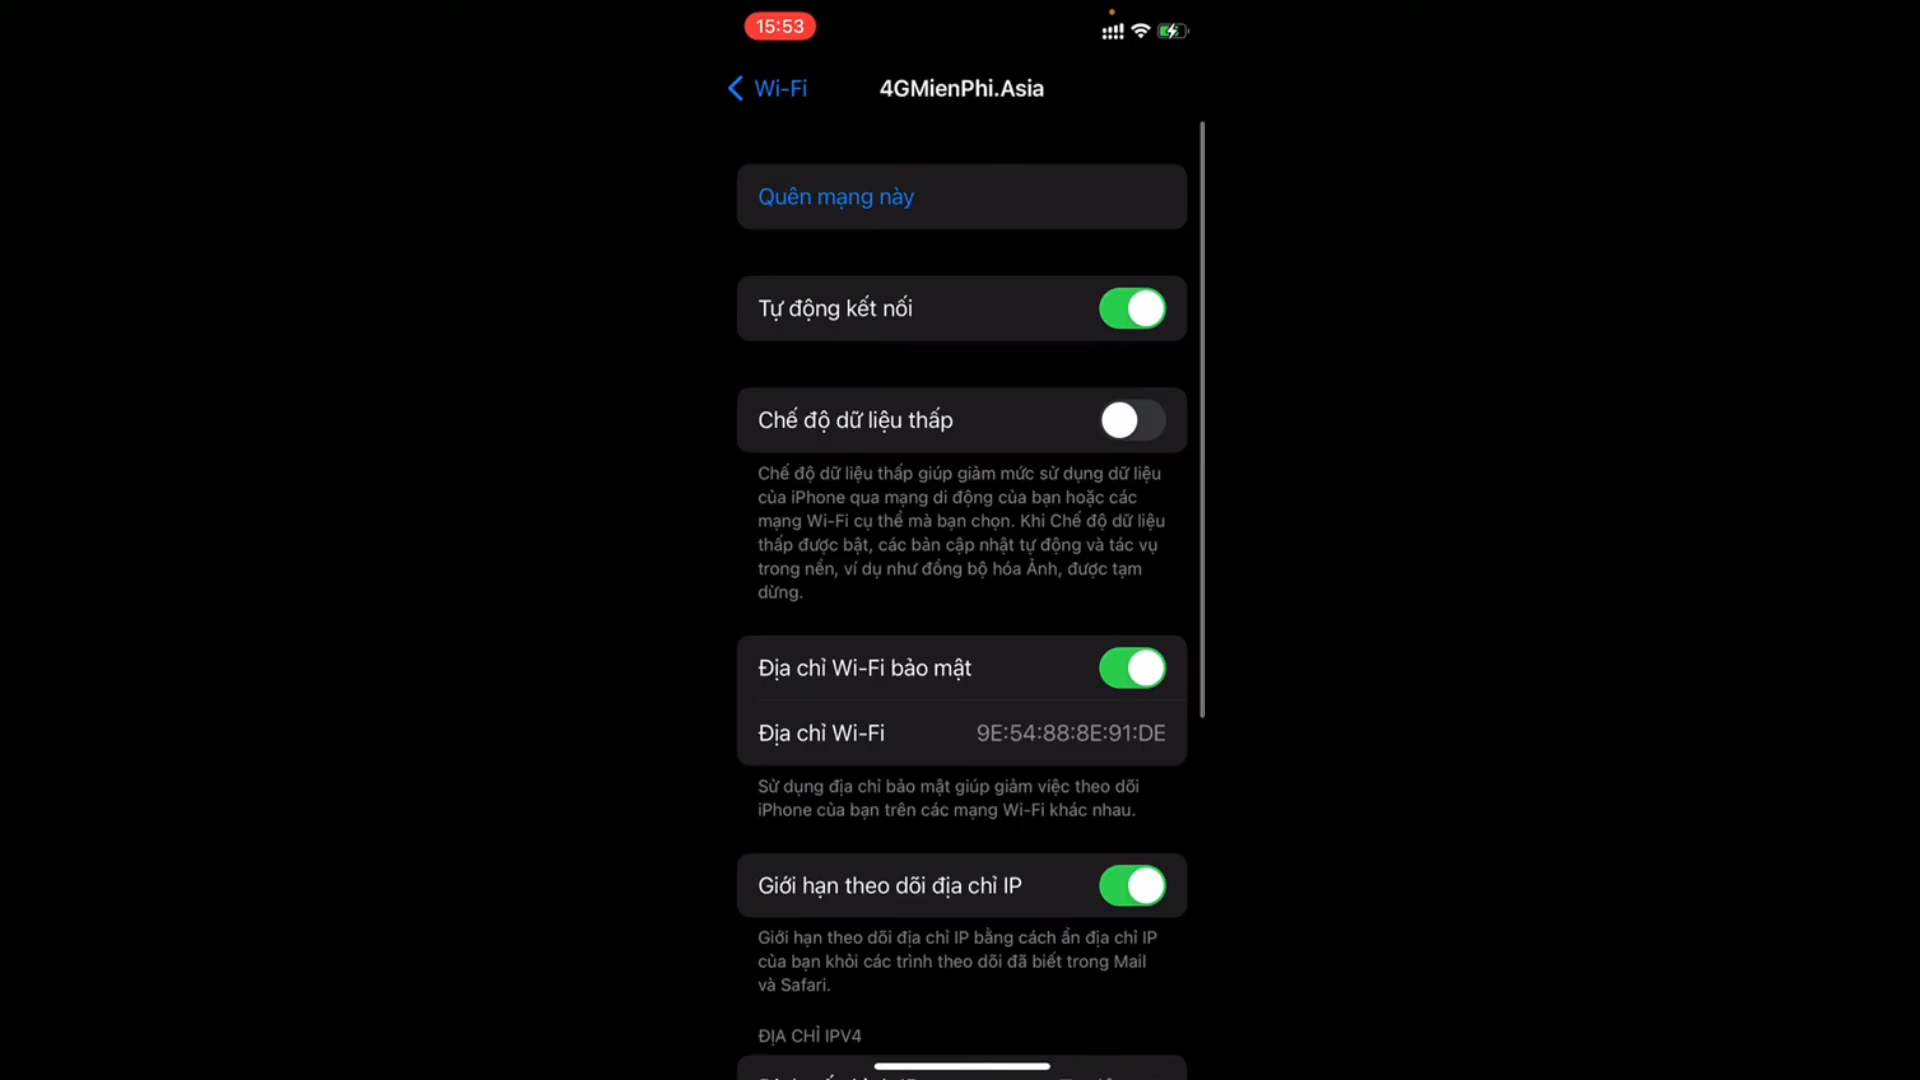 15:53
Wi-Fi
4GMienPhi.Asia
Quên mạng này
Tự động kết nối
Chế độ dữ liệu thấp
Chế độ dữ liệu thấp giúp giảm mức sử dụng dữ liệu
của iPhone qua mạng di động của bạn hoặc các
mạng Wi-Fi cụ thể mà bạn chọn. Khi Chế độ dữ liệu
thấp được bật, các bản cập nhật tự động và tác vụ
trong nền, ví dụ như đồng bộ hóa Ảnh, được tạm
dừng.
Địa chỉ Wi-Fi bảo mật
Địa chỉ Wi-Fi 9E:54:88:8E:91:DE
Sử dụng địa chỉ bảo mật giúp giảm việc theo dõi
iPhone của bạn trên các mạng Wi-Fi khác nhau.
Giới hạn theo dõi địa chỉ IP
Giới hạn theo dõi địa chỉ IP bằng cách ẩn địa chỉ IP
của bạn khỏi các trình theo dõi đã biết trong Mail
và Safari.
ĐỊA CHỈ IPV4